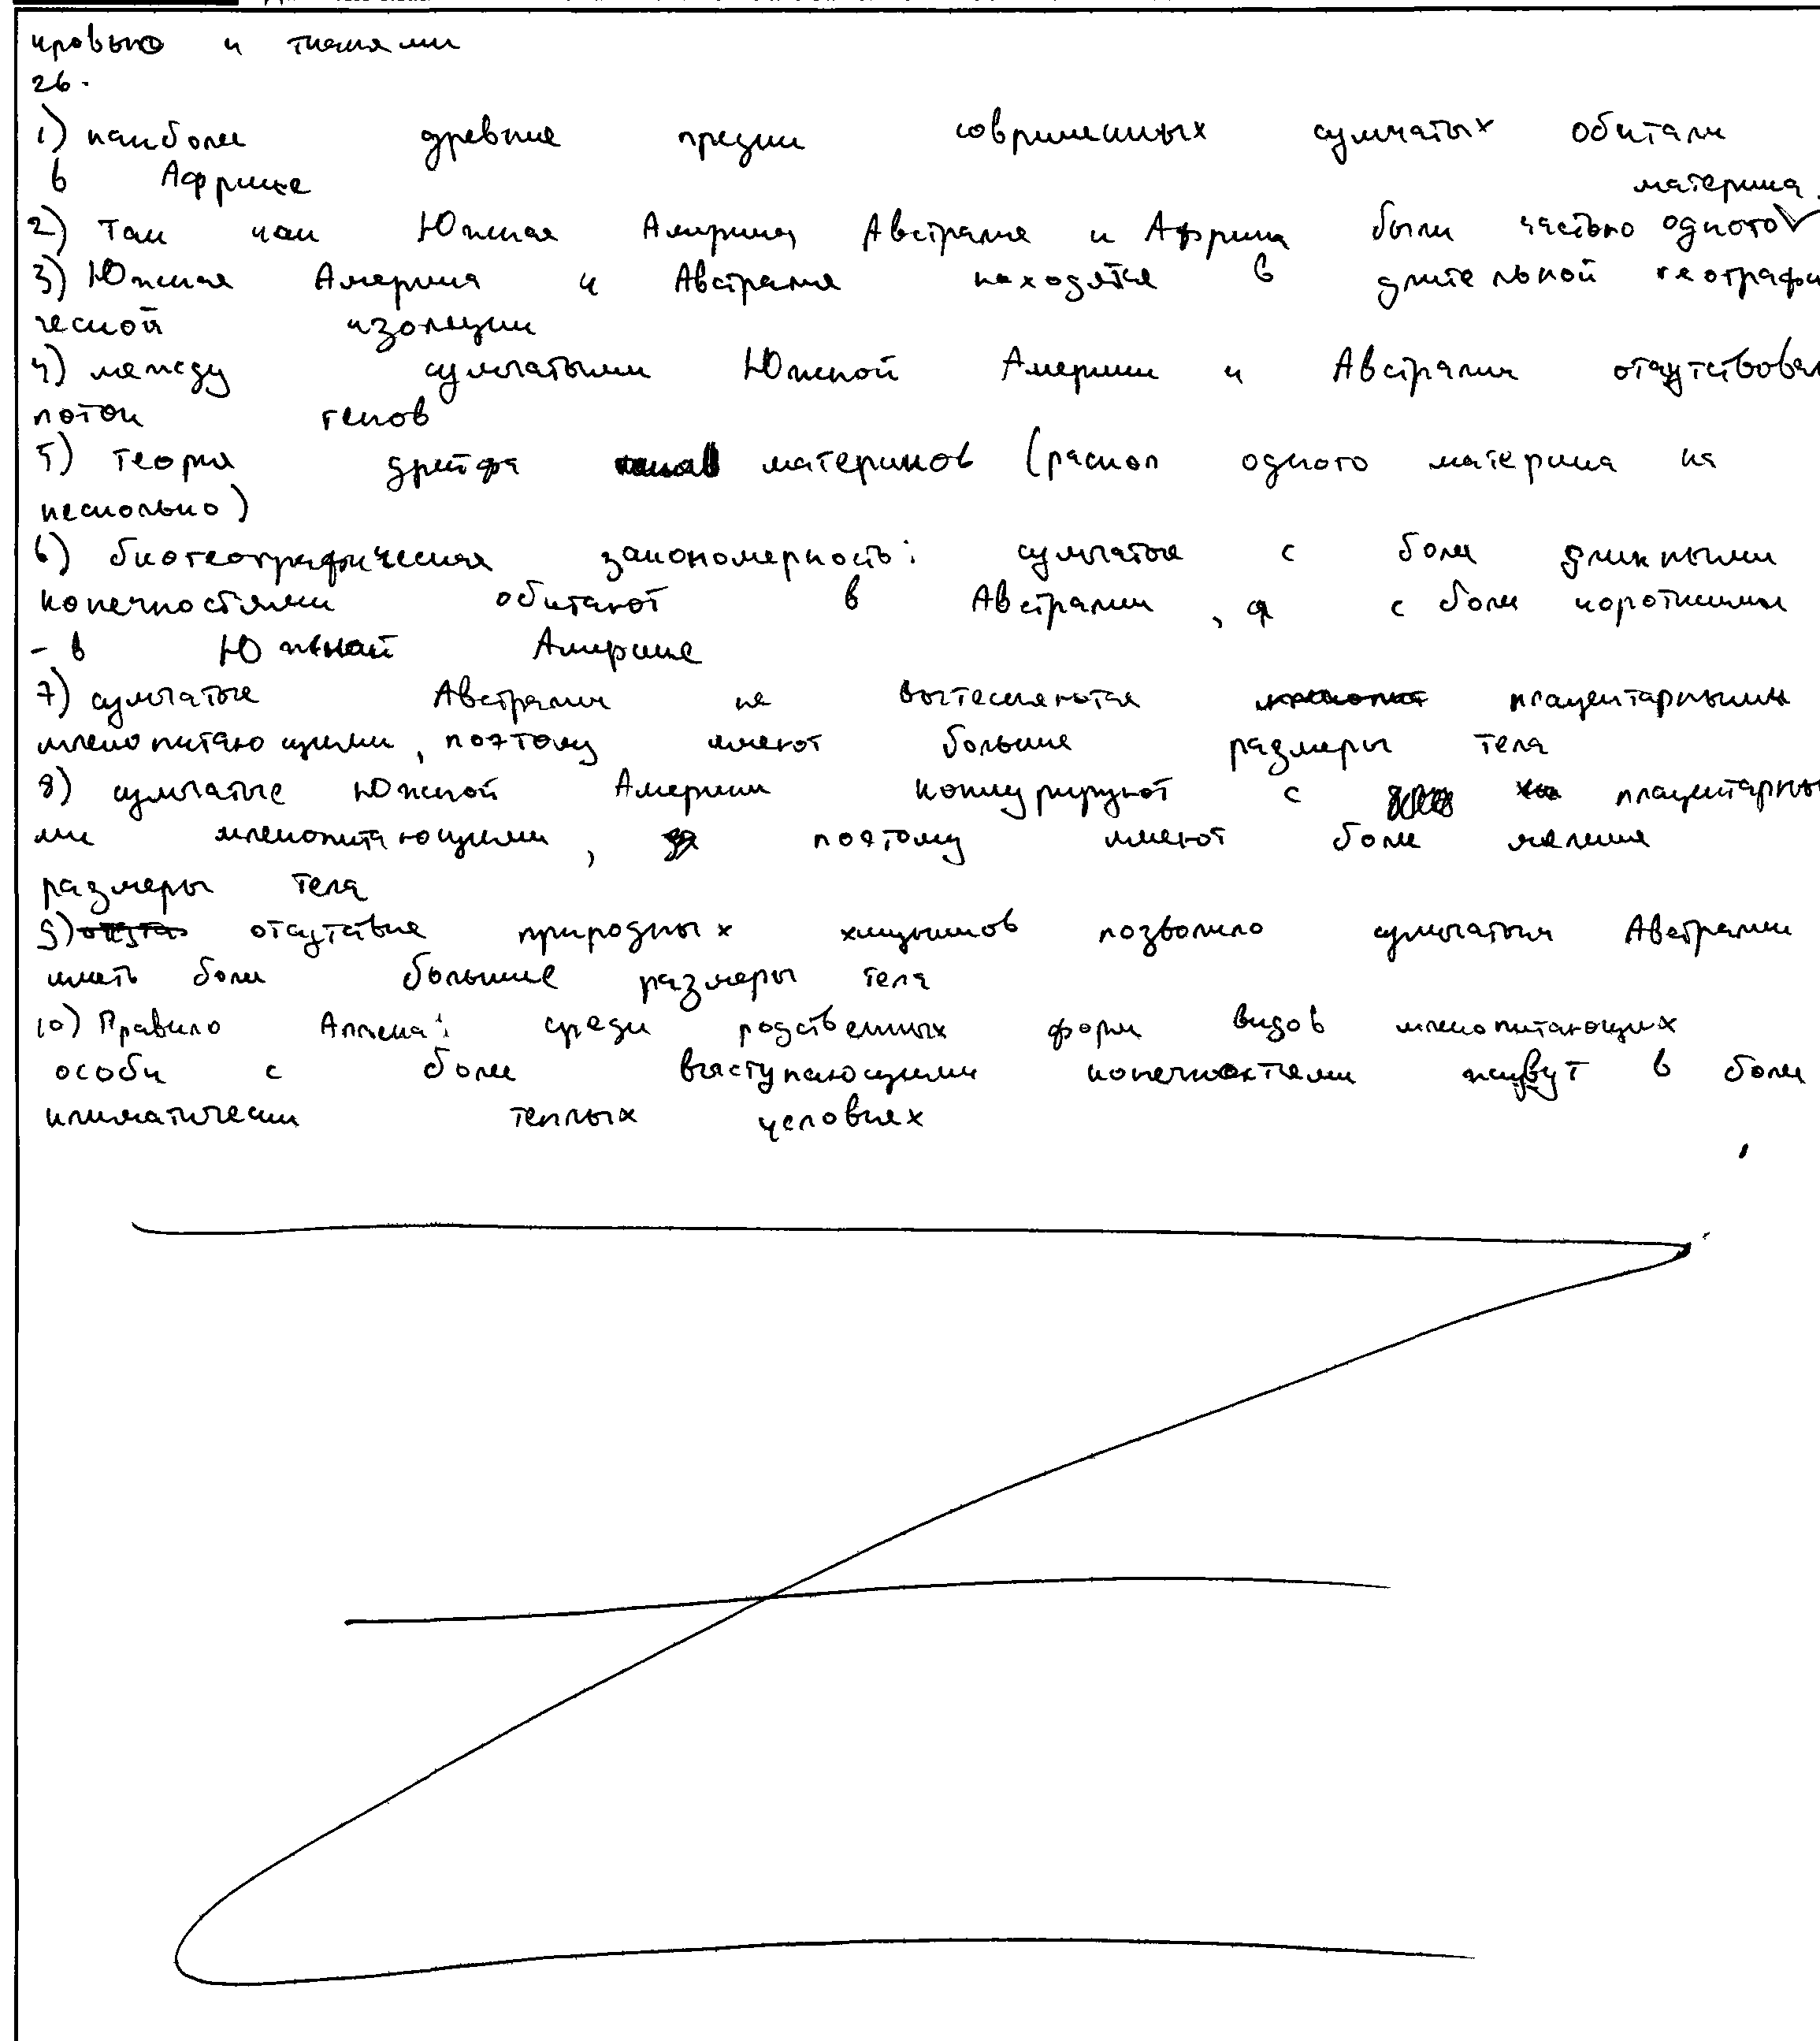 кровью и тканями
26.
1) наиболее древние предки современных сумчатых обитали
в Африке
2) Так как Южная Америка, Австралия и Африка были частью одного материка.
3) Южная Америка и Австралия находятся в длительной географи
ческой изоляции
4) между сумчатыми Южной Америки и Австралии отсутствовал
поток генов
5) теория дрейфа материков (раскол одного материка на
несколько)
6) биогеографическая закономерность: сумчатые с более длинными
конечностями обитают в Австралии, а с более короткими
- в Южной Америке
7) сумчатые Австралии не вытесняются плацентарными
млекопитающими, поэтому имеют большие размеры тела
8) сумчатые Южной Америки конкурируют с плацентарны
ми млекопитающими, поэтому имеют более мелкие
размеры тела
9) отсутствие природных хищников позволило сумчатым Австралии
иметь более большие размеры тела
10) Правило Аллена: среди родственных форм видов млекопитающих
особи с более выступающими конечностями живут в более
климатически теплых условиях